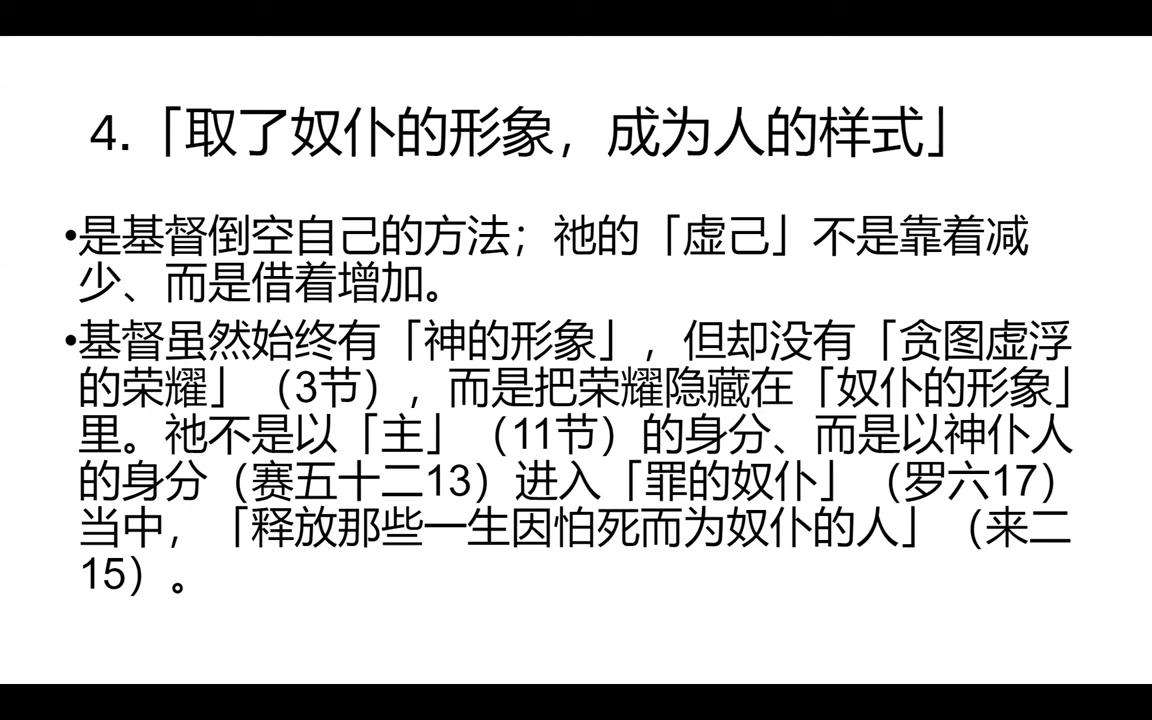 4.「取了奴仆的形象，成为人的样式」
•是基督倒空自己的方法；祂的「虚己」不是靠着减
少、而是借着增加。
•基督虽然始终有「神的形象」，但却没有「贪图虚浮
的荣耀」（3节），而是把荣耀隐藏在「奴仆的形象」
里。祂不是以「主」（11节）的身分、而是以神仆人
的身分（赛五十二13）进入「罪的奴仆」（罗六17）
当中，「释放那些一生因怕死而为奴仆的人」（来二
15）。